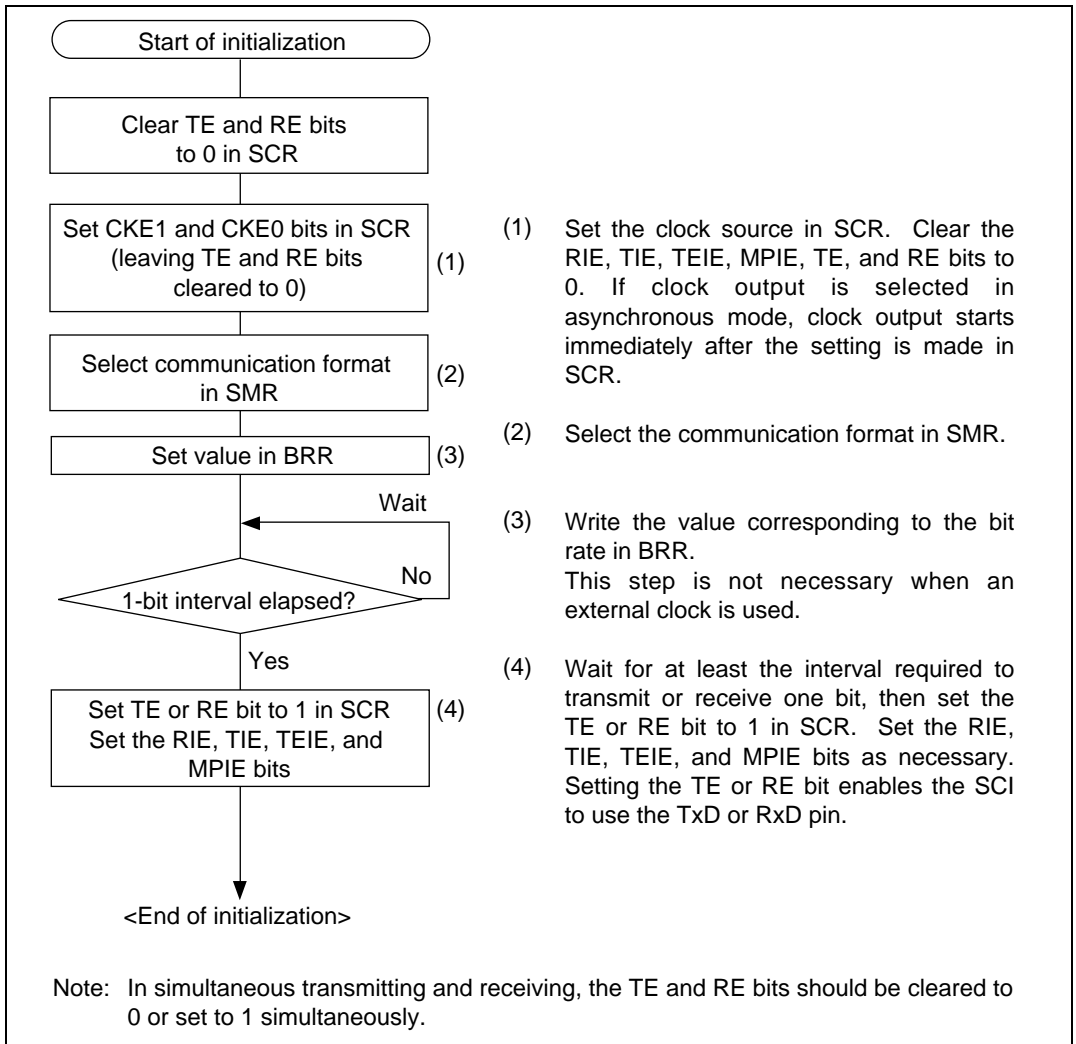 Start of initialization
Clear TE and RE bits
to 0 in SCR
Set CKE1 and CKE0 bits in SCR
(leaving TE and RE bits
cleared to 0)
(1)
Select communication format
in SMR
(2)
Set value in BRR
(3)
Wait
No
1-bit interval elapsed?
Yes
Set TE or RE bit to 1 in SCR
Set the RIE, TIE, TEIE, and
MPIE bits
(4)
<End of initialization>
(1) Set the clock source in SCR. Clear the
RIE, TIE, TEIE, MPIE, TE, and RE bits to
0. If clock output is selected in
asynchronous mode, clock output starts
immediately after the setting is made in
SCR.
(2) Select the communication format in SMR.
(3) Write the value corresponding to the bit
rate in BRR.
This step is not necessary when an
external clock is used.
(4) Wait for at least the interval required to
transmit or receive one bit, then set the
TE or RE bit to 1 in SCR. Set the RIE,
TIE, TEIE, and MPIE bits as necessary.
Setting the TE or RE bit enables the SCI
to use the TxD or RxD pin.
Note: In simultaneous transmitting and receiving, the TE and RE bits should be cleared to
0 or set to 1 simultaneously.